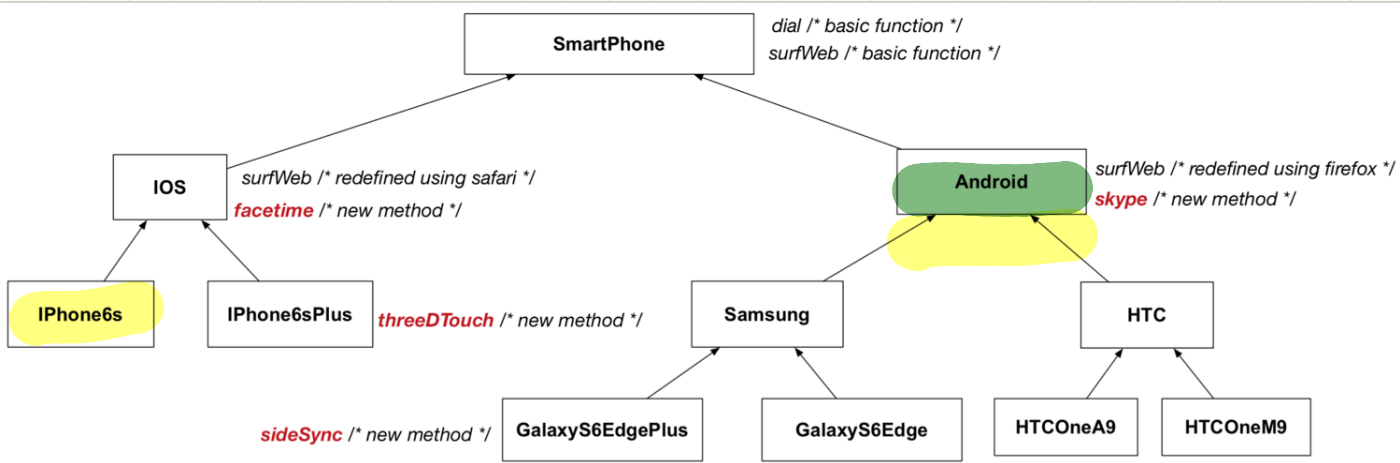 SmartPhone
dial /* basic function */
surfWeb /* basic function */
IOS
surfWeb /* redefined using safari */
facetime /* new method */
Android
surfWeb /* redefined using firefox */
skype /* new method */
IPhone6s
IPhone6sPlus
threeDTouch /* new method */
Samsung
HTC
sideSync /* new method */
GalaxyS6EdgePlus
GalaxyS6Edge
HTCOneA9
HTCOneM9